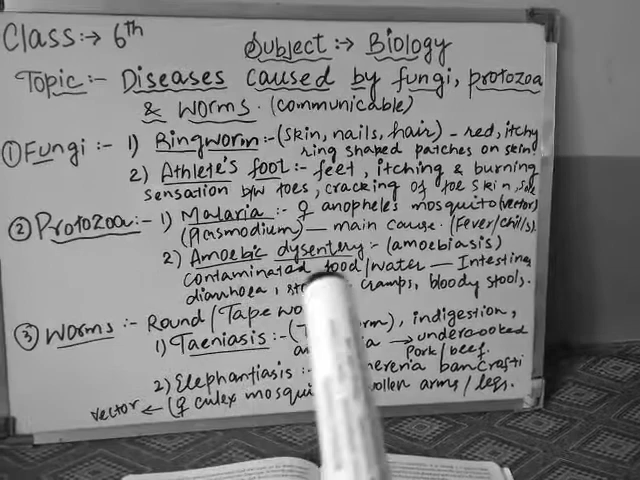 Class:→ 6th
Subject:→ Biology
Topic:- Diseases caused by fungi, protozoa
& worms. (communicable)
① Fungi:- 1) Ringworm:- (skin, nails, hair) - red, itchy
ring shaped patches on skin.
2) Athlete's foot:- feet, itching & burning
sensation b/w toes, cracking of toe skin,
② Protozoa:- 1) Malaria:- ♀ anopheles mosquito (vector)
(Plasmodium) — main cause. (Fever/chills).
2) Amoebic dysentery:- (amoebiasis)
contaminated food/water — Intestine,
diarrhoea, cramps, bloody stools.
③ Worms:- Round/Tape
1) Taeniasis:- indigestion,
→ undercooked
Pork/beef.
2) Elephantiasis:- bancrofti
vector ← (♀ culex arms/legs.